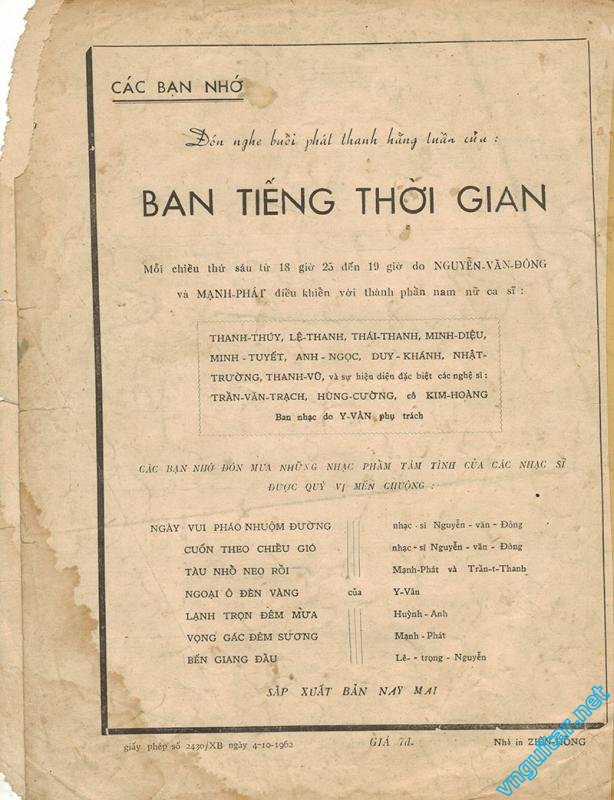 CÁC BẠN NHỚ
Đón nghe buổi phát thanh hằng tuần của :
BAN TIẾNG THỜI GIAN
Mỗi chiều thứ sáu từ 18 giờ 25 đến 19 giờ do NGUYỄN-VĂN-ĐÔNG
và MẠNH-PHÁT điều khiển với thành phần nam nữ ca sĩ :
THANH-THÚY, LỆ-THANH, THÁI-THANH, MINH-DIỆU,
MINH-TUYẾT, ANH-NGỌC, DUY-KHÁNH, NHẬT-
TRƯỜNG, THANH-VŨ, và sự hiện diện đặc biệt các nghệ sĩ :
TRẦN-VĂN-TRẠCH, HÙNG-CƯỜNG, cô KIM-HOÀNG
Ban nhạc do Y-VÂN phụ trách
CÁC BẠN NHỚ ĐÓN MUA NHỮNG NHẠC PHẨM TÂM TÌNH CỦA CÁC NHẠC SĨ
ĐƯỢC QUÝ VỊ MẾN CHUỘNG :
NGÀY VUI PHÁO NHUỘM ĐƯỜNG nhạc-sĩ Nguyễn-văn-Đông
CUỐN THEO CHIỀU GIÓ nhạc-sĩ Nguyễn-văn-Đông
TÀU NHỔ NEO RỒI Mạnh-Phát và Trần-t-Thanh
NGOẠI Ô ĐÈN VÀNG của Y-Vân
LẠNH TRỌN ĐÊM MƯA Huỳnh-Anh
VỌNG GÁC ĐÊM SƯƠNG Mạnh-Phát
BẾN GIANG ĐẦU Lê-trọng-Nguyễn
SẮP XUẤT BẢN NAY MAI
giấy phép số 2430/XB ngày 4-10-1962 GIÁ 7đ. Nhà in HỒNG
vnguitar.net